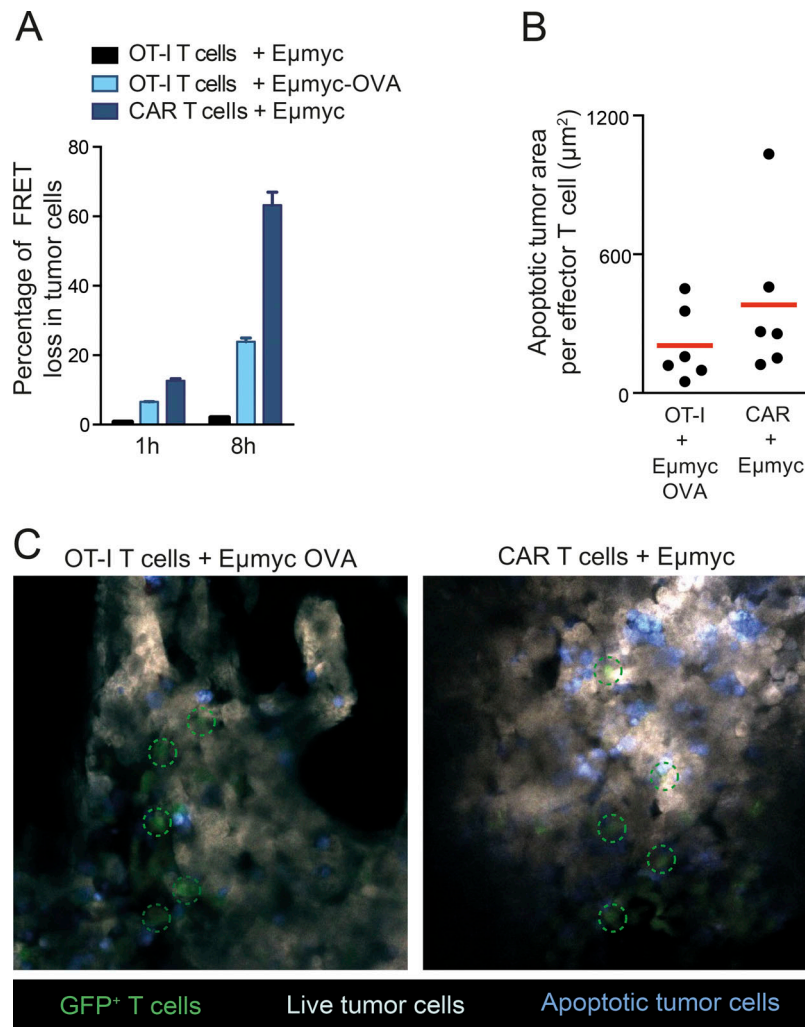 A
OT-I T cells + Eµmyc
OT-I T cells + Eµmyc-OVA
CAR T cells + Eµmyc
Percentage of FRET
loss in tumor cells
80
60
40
20
0
1h
8h
B
Apoptotic tumor area
per effector T cell (µm²)
1200
600
0
OT-I
+
Eµmyc
OVA
CAR
+
Eµmyc
C
OT-I T cells + Eµmyc OVA
CAR T cells + Eµmyc
GFP⁺ T cells
Live tumor cells
Apoptotic tumor cells